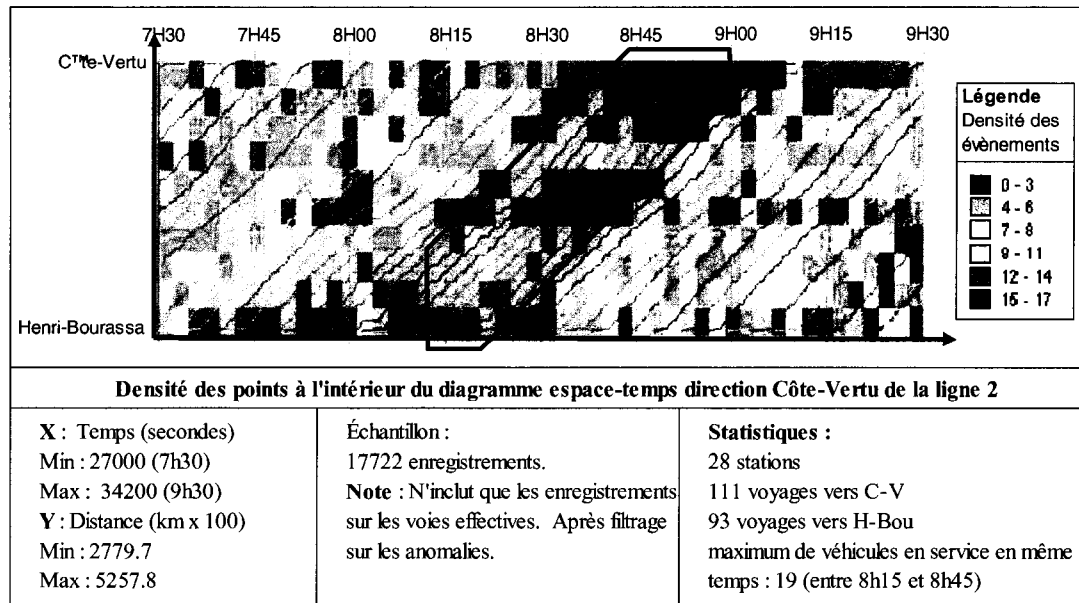 7H30 7H45 8H00 8H15 8H30 8H45 9H00 9H15 9H30
C™te-Vertu
Henri-Bourassa
Légende
Densité des
évènements
0 - 3
4 - 6
7 - 8
9 - 11
12 - 14
15 - 17
Densité des points à l'intérieur du diagramme espace-temps direction Côte-Vertu de la ligne 2
X : Temps (secondes)
Min : 27000 (7h30)
Max : 34200 (9h30)
Y : Distance (km x 100)
Min : 2779.7
Max : 5257.8
Échantillon :
17722 enregistrements.
Note : N'inclut que les enregistrements
sur les voies effectives. Après filtrage
sur les anomalies.
Statistiques :
28 stations
111 voyages vers C-V
93 voyages vers H-Bou
maximum de véhicules en service en même
temps : 19 (entre 8h15 et 8h45)